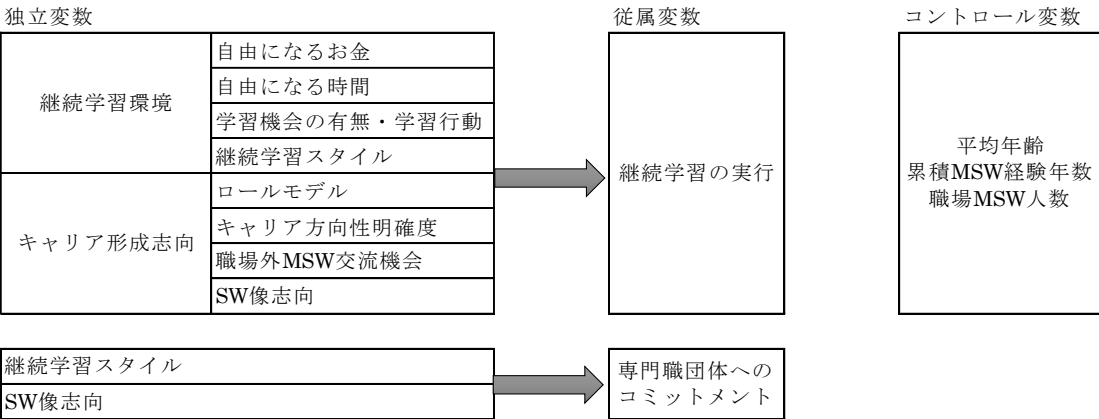 独立変数
従属変数
コントロール変数
継続学習環境
自由になるお金
自由になる時間
学習機会の有無・学習行動
継続学習スタイル
キャリア形成志向
ロールモデル
キャリア方向性明確度
職場外MSW交流機会
SW像志向
継続学習の実行
平均年齢
累積MSW経験年数
職場MSW人数
継続学習スタイル
SW像志向
専門職団体への
コミットメント